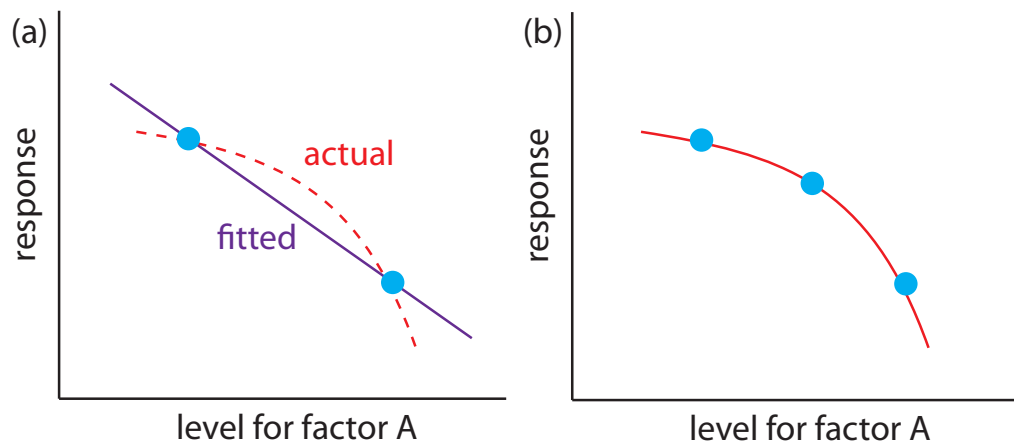 (a)
response
actual
fitted
level for factor A
(b)
response
level for factor A